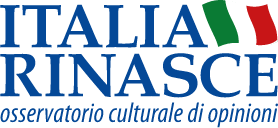 ITALIA
RINASCE
osservatorio culturale di opinioni